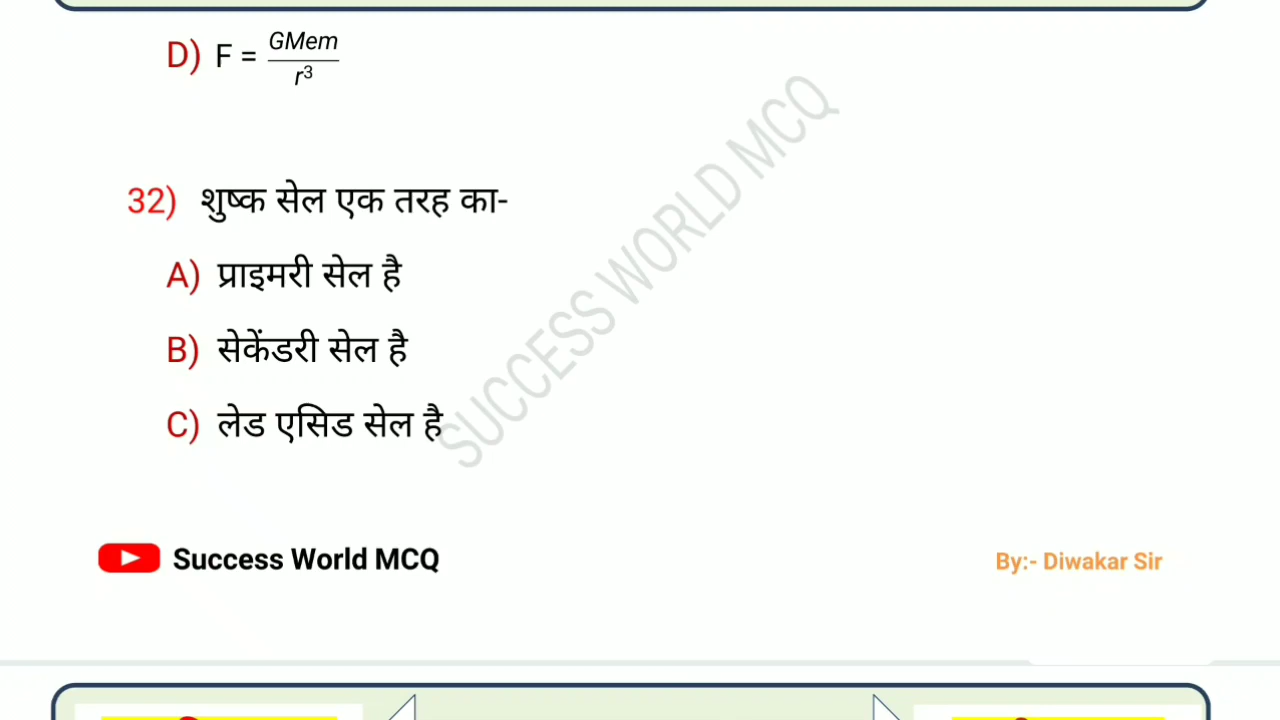 D) F = GMem / r³
SUCCESS WORLD MCQ
32) शुष्क सेल एक तरह का-
A) प्राइमरी सेल है
B) सेकेंडरी सेल है
C) लेड एसिड सेल है
Success World MCQ
By:- Diwakar Sir